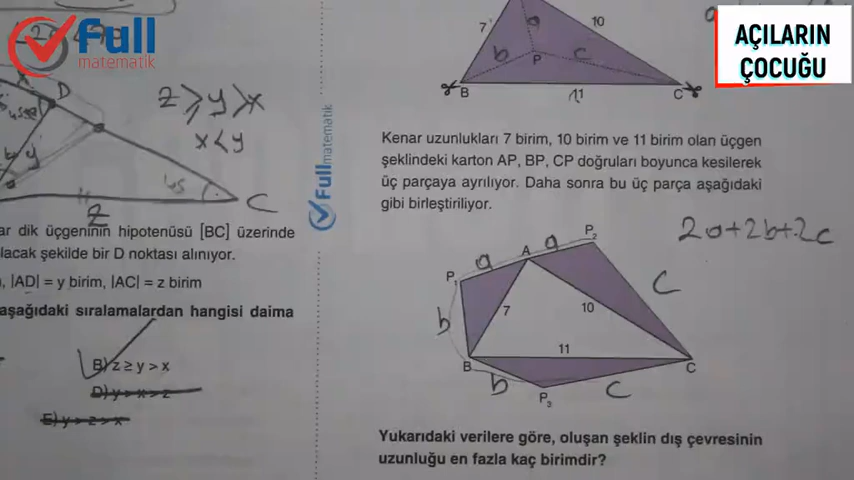 Full
matematik
AÇILARIN
ÇOCUĞU
D
y
z ≥ y > x
x < y
45
C
z
ar dik üçgeninin hipotenüsü [BC] üzerinde
olacak şekilde bir D noktası alınıyor.
, |AD| = y birim, |AC| = z birim
aşağıdaki sıralamalardan hangisi daima
B) z ≥ y > x
D) y > x > z
E) y > z > x
Fullmatematik
7
a
10
b
P
c
B
11
C
Kenar uzunlukları 7 birim, 10 birim ve 11 birim olan üçgen
şeklindeki karton AP, BP, CP doğruları boyunca kesilerek
üç parçaya ayrılıyor. Daha sonra bu üç parça aşağıdaki
gibi birleştiriliyor.
2a+2b+2c
P₂
A
a
a
P₁
c
b
7
10
11
B
C
b
c
P₃
Yukarıdaki verilere göre, oluşan şeklin dış çevresinin
uzunluğu en fazla kaç birimdir?